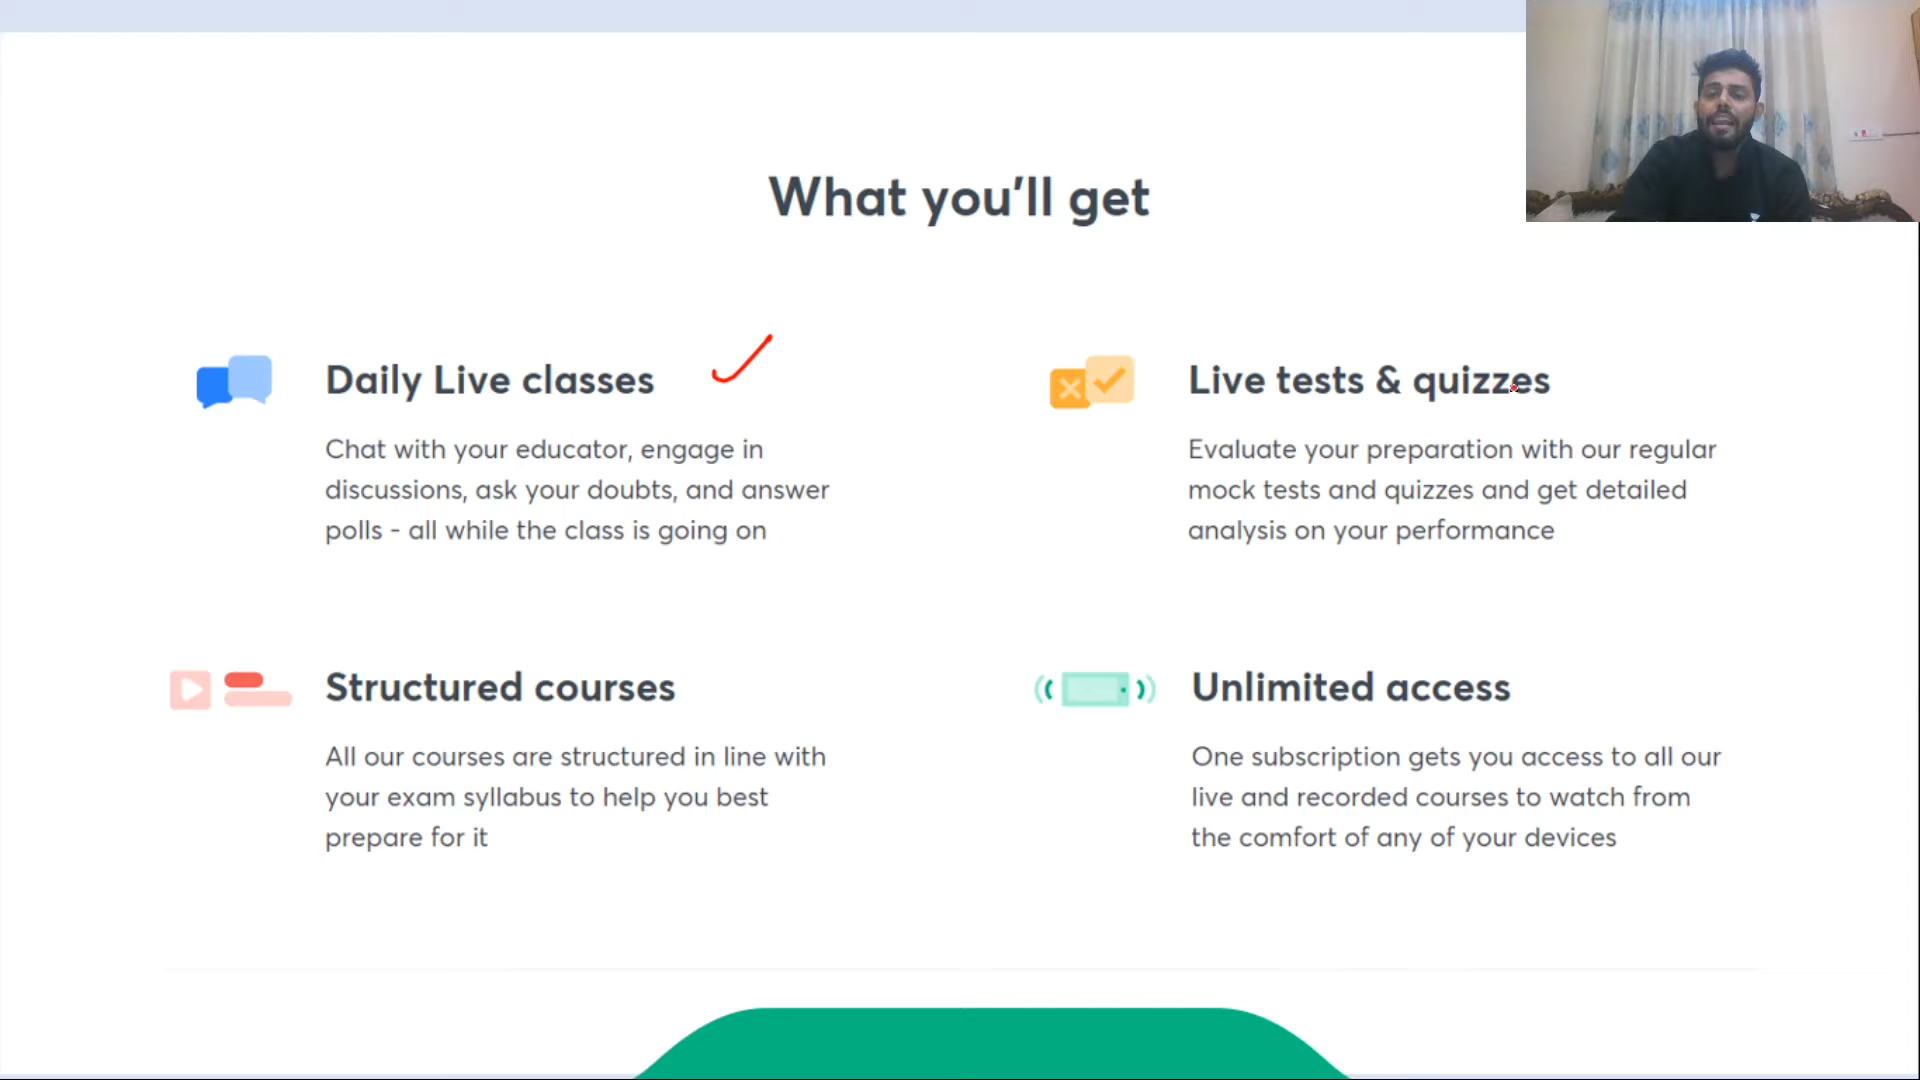 What you'll get
Daily Live classes
Chat with your educator, engage in
discussions, ask your doubts, and answer
polls - all while the class is going on
Live tests & quizzes
Evaluate your preparation with our regular
mock tests and quizzes and get detailed
analysis on your performance
Structured courses
All our courses are structured in line with
your exam syllabus to help you best
prepare for it
Unlimited access
One subscription gets you access to all our
live and recorded courses to watch from
the comfort of any of your devices